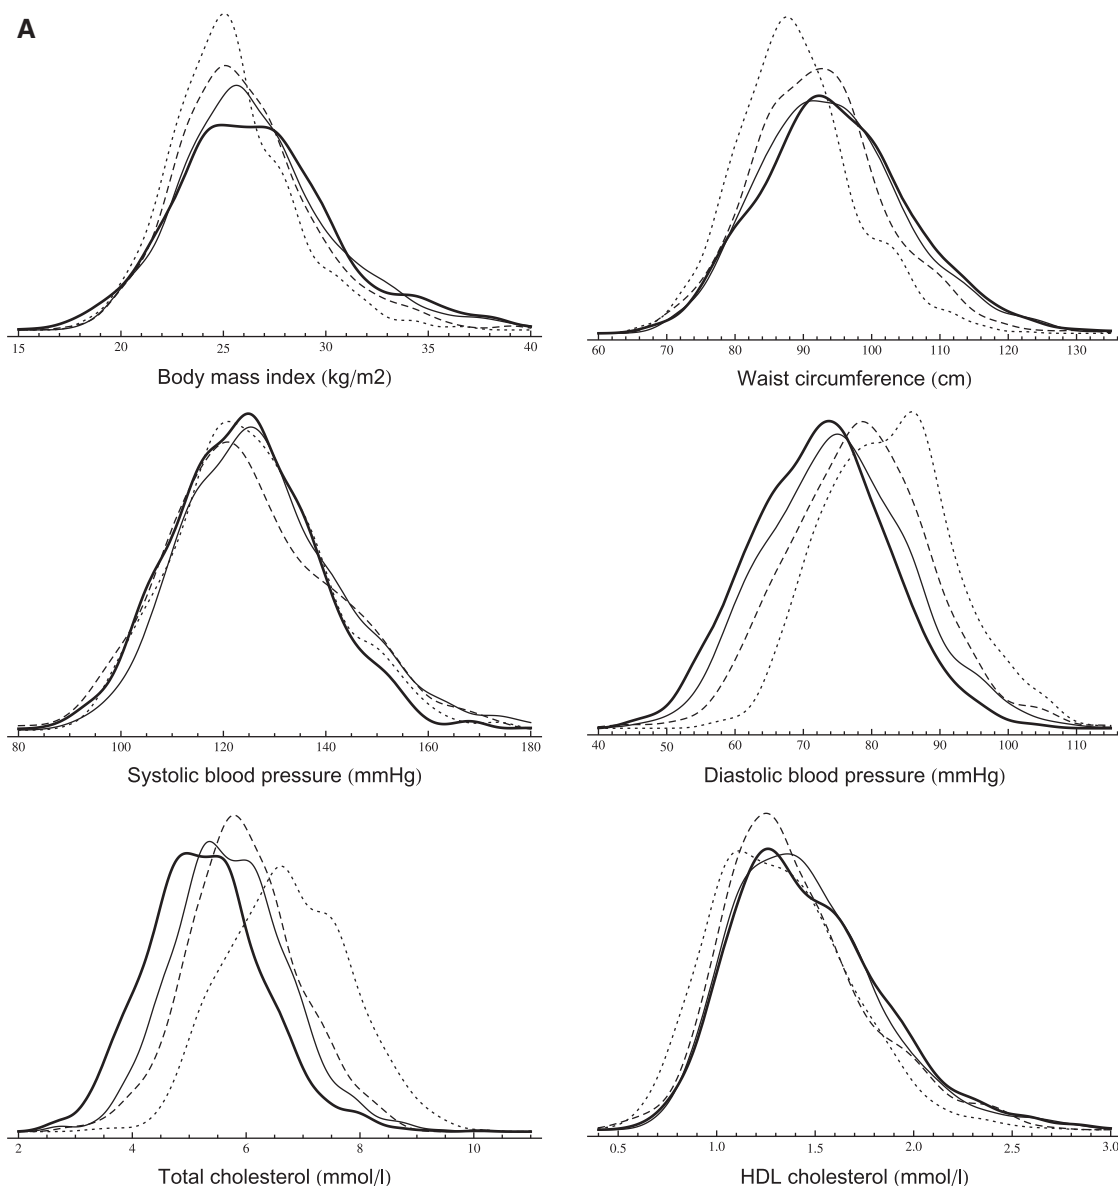 A
15 20 25 30 35 40
Body mass index (kg/m2)
60 70 80 90 100 110 120 130
Waist circumference (cm)
80 100 120 140 160 180
Systolic blood pressure (mmHg)
40 50 60 70 80 90 100 110
Diastolic blood pressure (mmHg)
2 4 6 8 10
Total cholesterol (mmol/l)
0.5 1.0 1.5 2.0 2.5 3.0
HDL cholesterol (mmol/l)